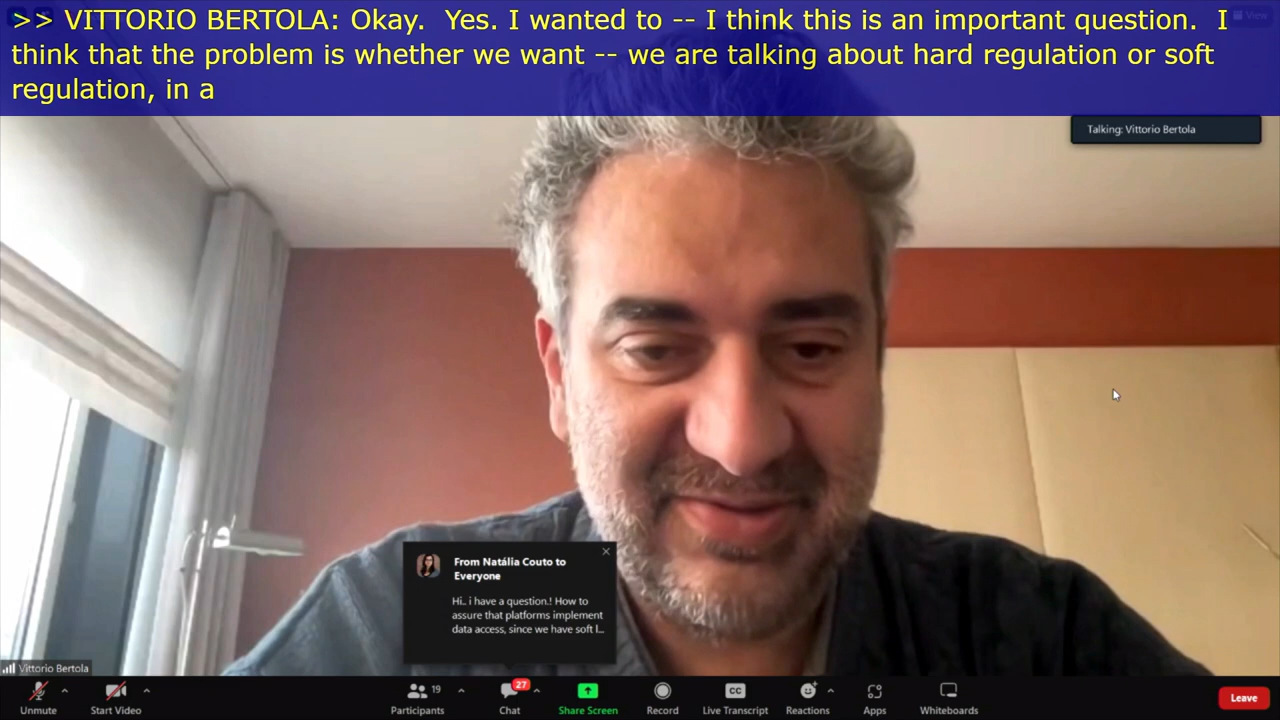 >> VITTORIO BERTOLA: Okay.  Yes. I wanted to -- I think this is an important question.  I
think that the problem is whether we want -- we are talking about hard regulation or soft
regulation, in a
View
Talking: Vittorio Bertola
From Natália Couto to
Everyone
Hi.. i have a question.! How to
assure that platforms implement
data access, since we have soft l...
Vittorio Bertola
19
27
CC
Unmute
Start Video
Participants
Chat
Share Screen
Record
Live Transcript
Reactions
Apps
Whiteboards
Leave